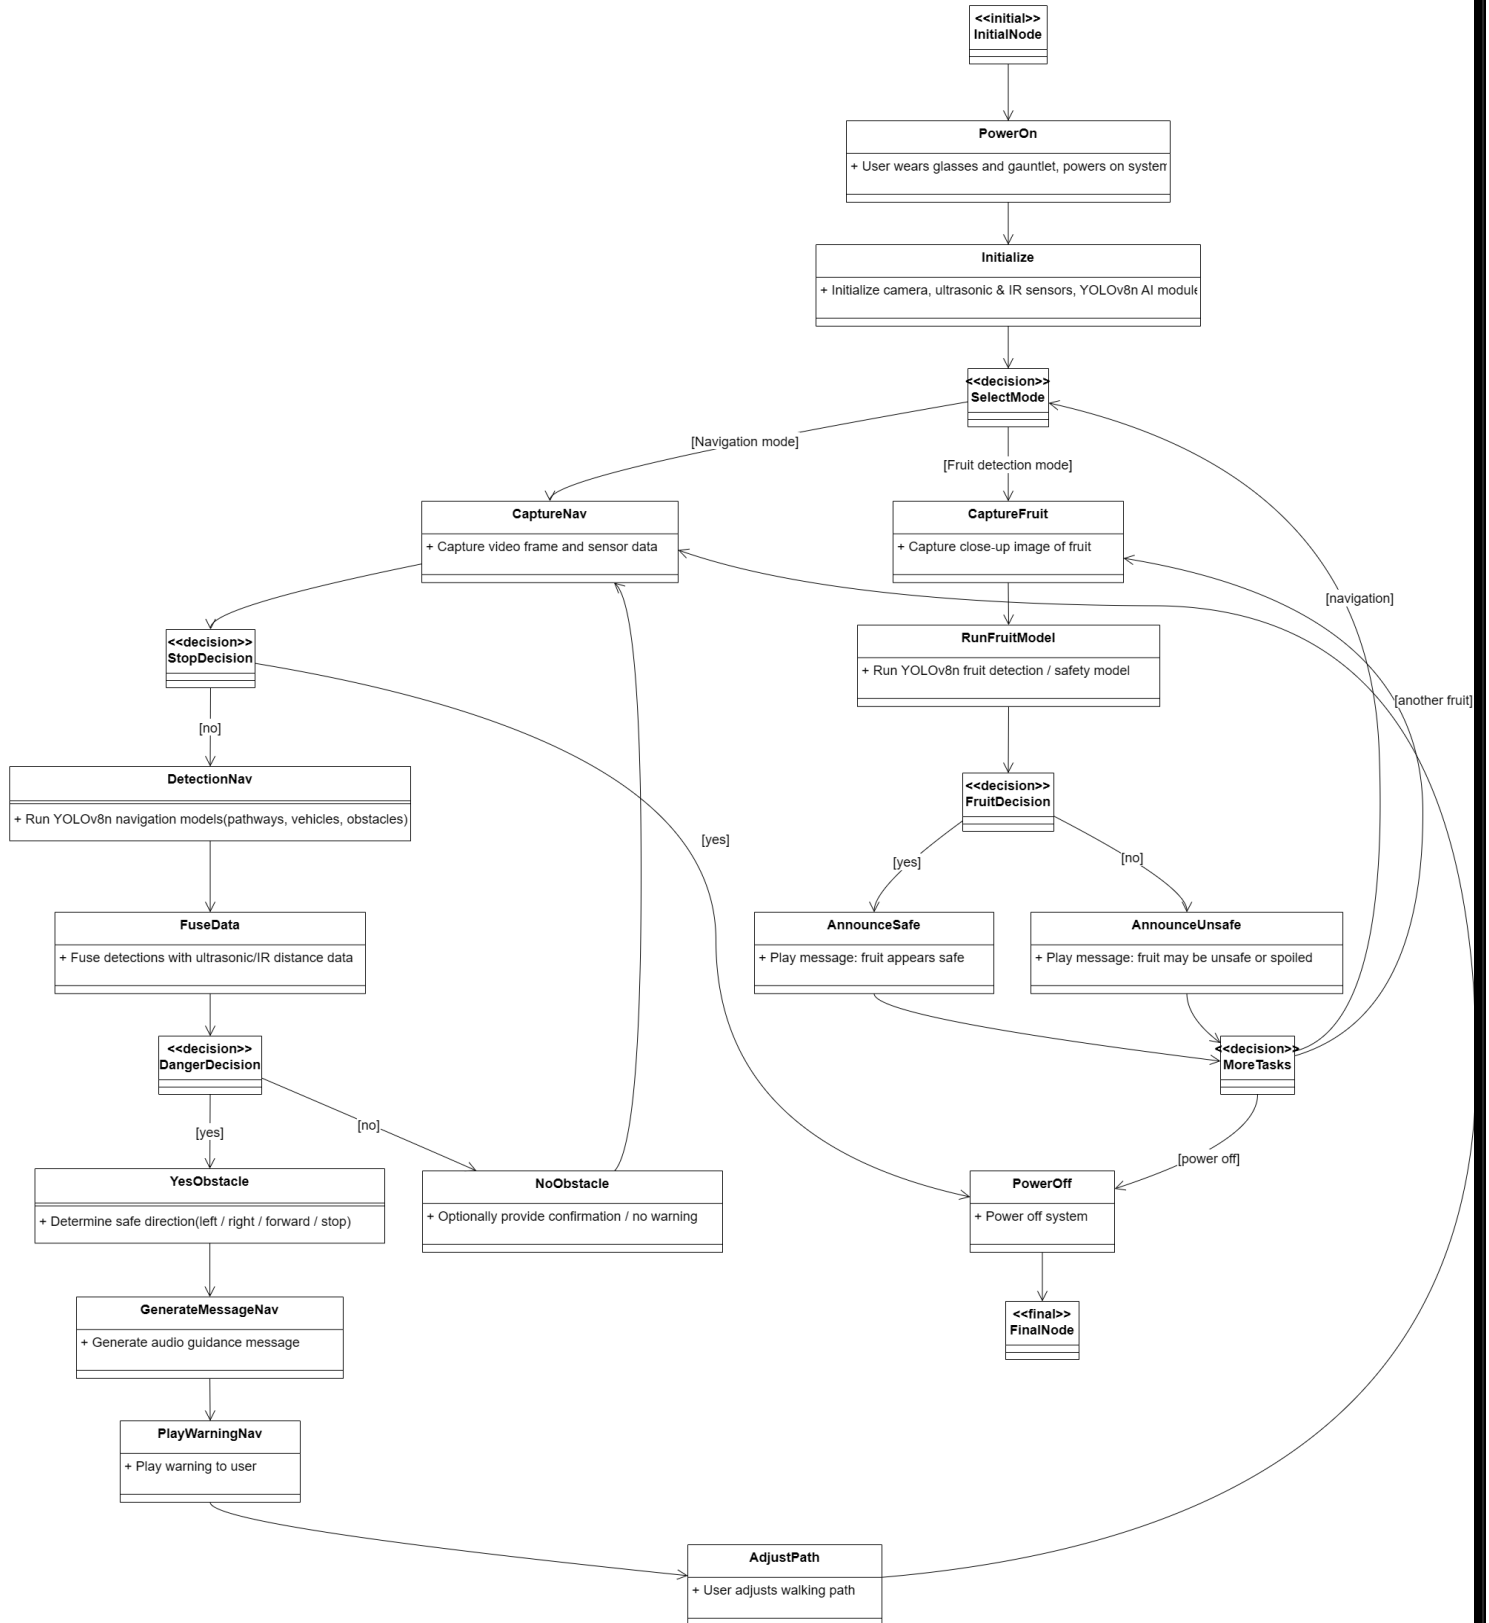 <<initial>>
InitialNode
PowerOn
+ User wears glasses and gauntlet, powers on system
Initialize
+ Initialize camera, ultrasonic & IR sensors, YOLOv8n AI module
<<decision>>
SelectMode
[Navigation mode]
[Fruit detection mode]
CaptureNav
+ Capture video frame and sensor data
CaptureFruit
+ Capture close-up image of fruit
[navigation]
<<decision>>
StopDecision
RunFruitModel
+ Run YOLOv8n fruit detection / safety model
[another fruit]
[no]
DetectionNav
+ Run YOLOv8n navigation models(pathways, vehicles, obstacles)
<<decision>>
FruitDecision
[yes]
[yes]
[no]
FuseData
+ Fuse detections with ultrasonic/IR distance data
AnnounceSafe
+ Play message: fruit appears safe
AnnounceUnsafe
+ Play message: fruit may be unsafe or spoiled
<<decision>>
DangerDecision
<<decision>>
MoreTasks
[yes]
[no]
[power off]
YesObstacle
+ Determine safe direction(left / right / forward / stop)
NoObstacle
+ Optionally provide confirmation / no warning
PowerOff
+ Power off system
GenerateMessageNav
+ Generate audio guidance message
<<final>>
FinalNode
PlayWarningNav
+ Play warning to user
AdjustPath
+ User adjusts walking path